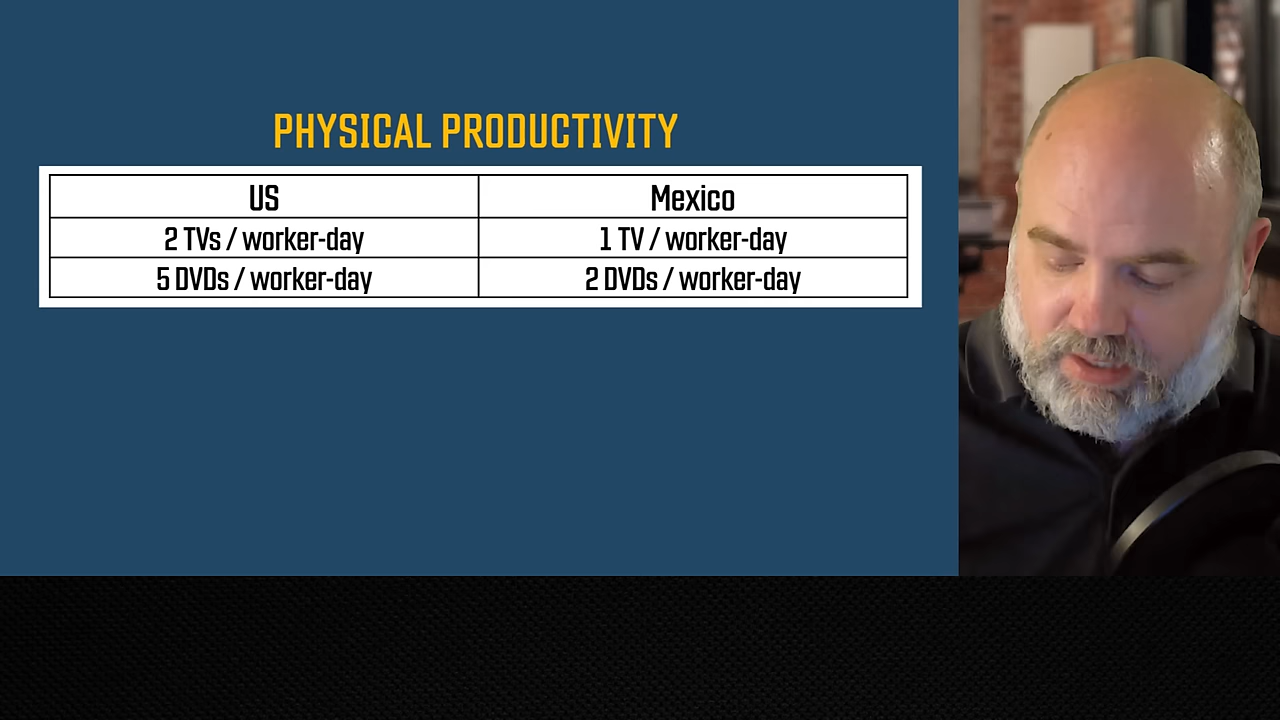 PHYSICAL PRODUCTIVITY
US Mexico
2 TVs / worker-day 1 TV / worker-day
5 DVDs / worker-day 2 DVDs / worker-day